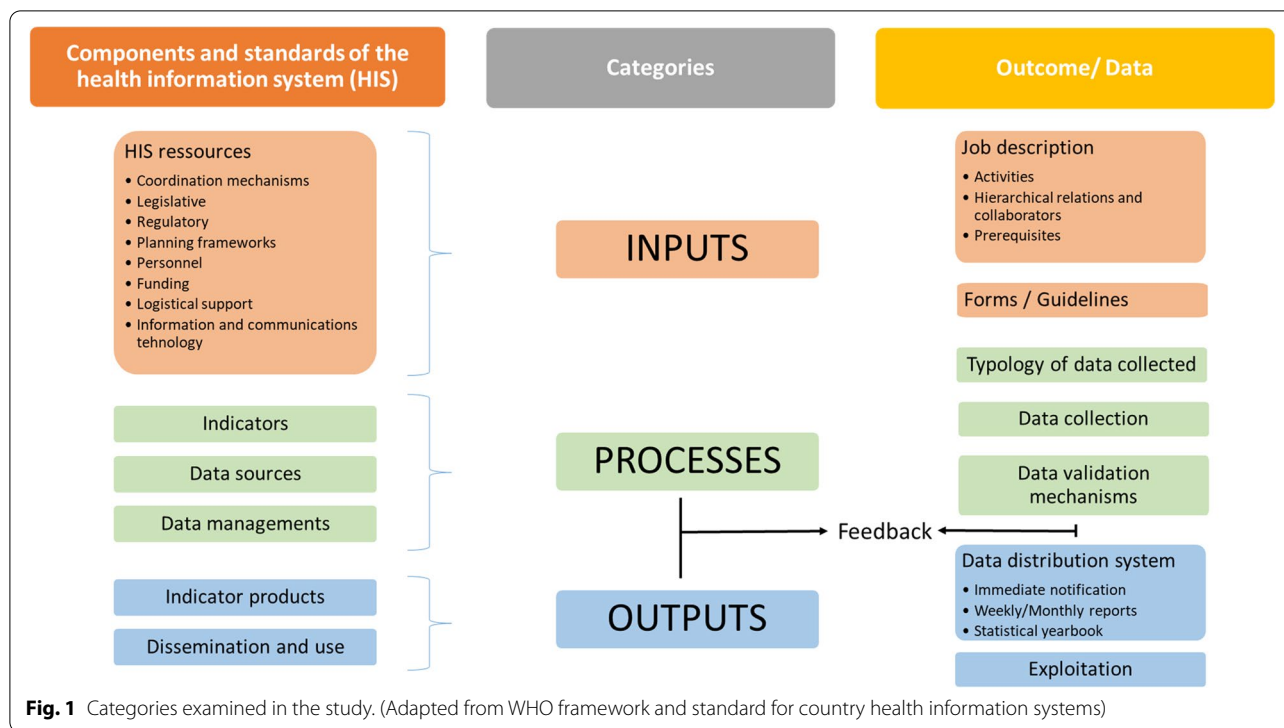 Components and standards of the
health information system (HIS)
Categories
Outcome/ Data
HIS ressources
• Coordination mechanisms
• Legislative
• Regulatory
• Planning frameworks
• Personnel
• Funding
• Logistical support
• Information and communications
tehnology
INPUTS
Job description
• Activities
• Hierarchical relations and
collaborators
• Prerequisites
Forms / Guidelines
Indicators
Data sources
Data managements
PROCESSES
Typology of data collected
Data collection
Data validation
mechanisms
Feedback
Indicator products
Dissemination and use
OUTPUTS
Data distribution system
• Immediate notification
• Weekly/Monthly reports
• Statistical yearbook
Exploitation
Fig. 1 Categories examined in the study. (Adapted from WHO framework and standard for country health information systems)